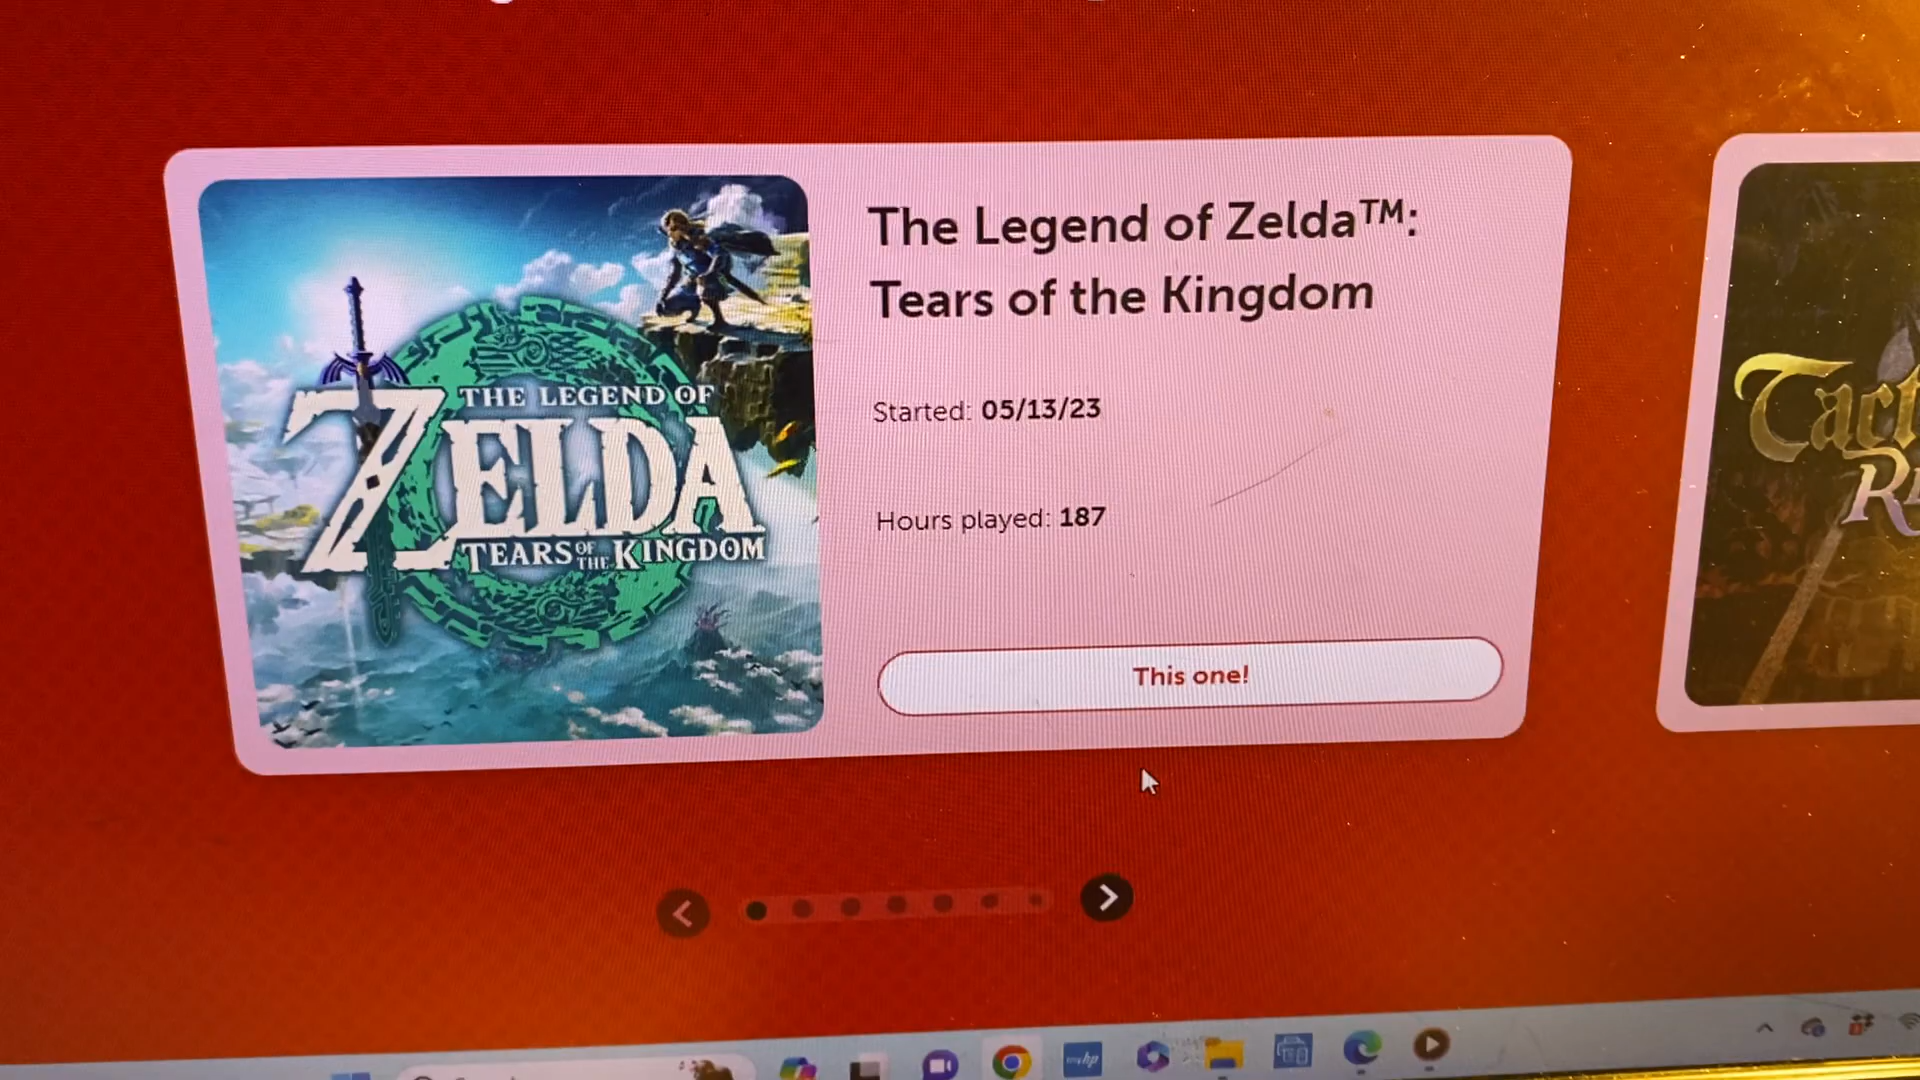 The Legend of Zelda™:
Tears of the Kingdom
Started: 05/13/23
Hours played: 187
This one!
THE LEGEND OF
ZELDA
TEARS OF THE KINGDOM
myhp